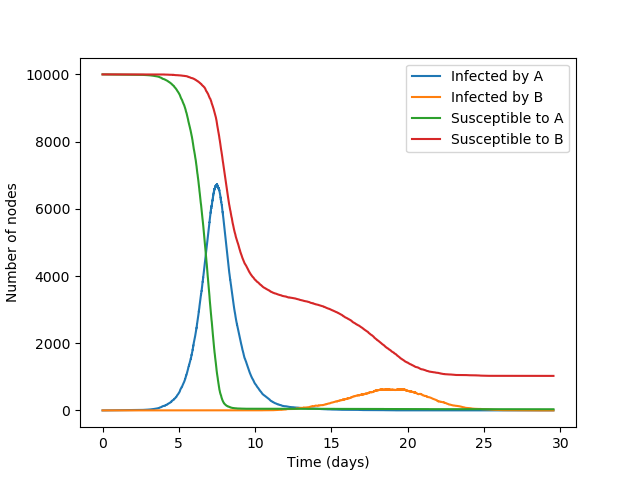 Number of nodes
10000
8000
6000
4000
2000
0
Infected by A
Infected by B
Susceptible to A
Susceptible to B
0 5 10 15 20 25 30
Time (days)